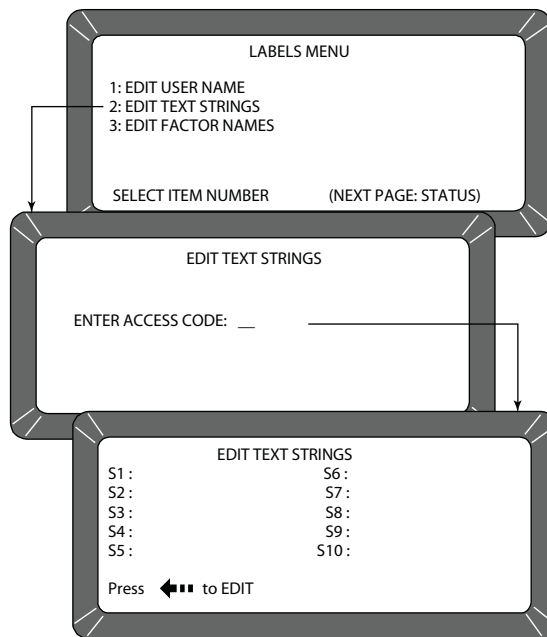 LABELS MENU
1: EDIT USER NAME
2: EDIT TEXT STRINGS
3: EDIT FACTOR NAMES
SELECT ITEM NUMBER (NEXT PAGE: STATUS)
EDIT TEXT STRINGS
ENTER ACCESS CODE: __
EDIT TEXT STRINGS
S1 : S6 :
S2 : S7 :
S3 : S8 :
S4 : S9 :
S5 : S10 :
Press to EDIT